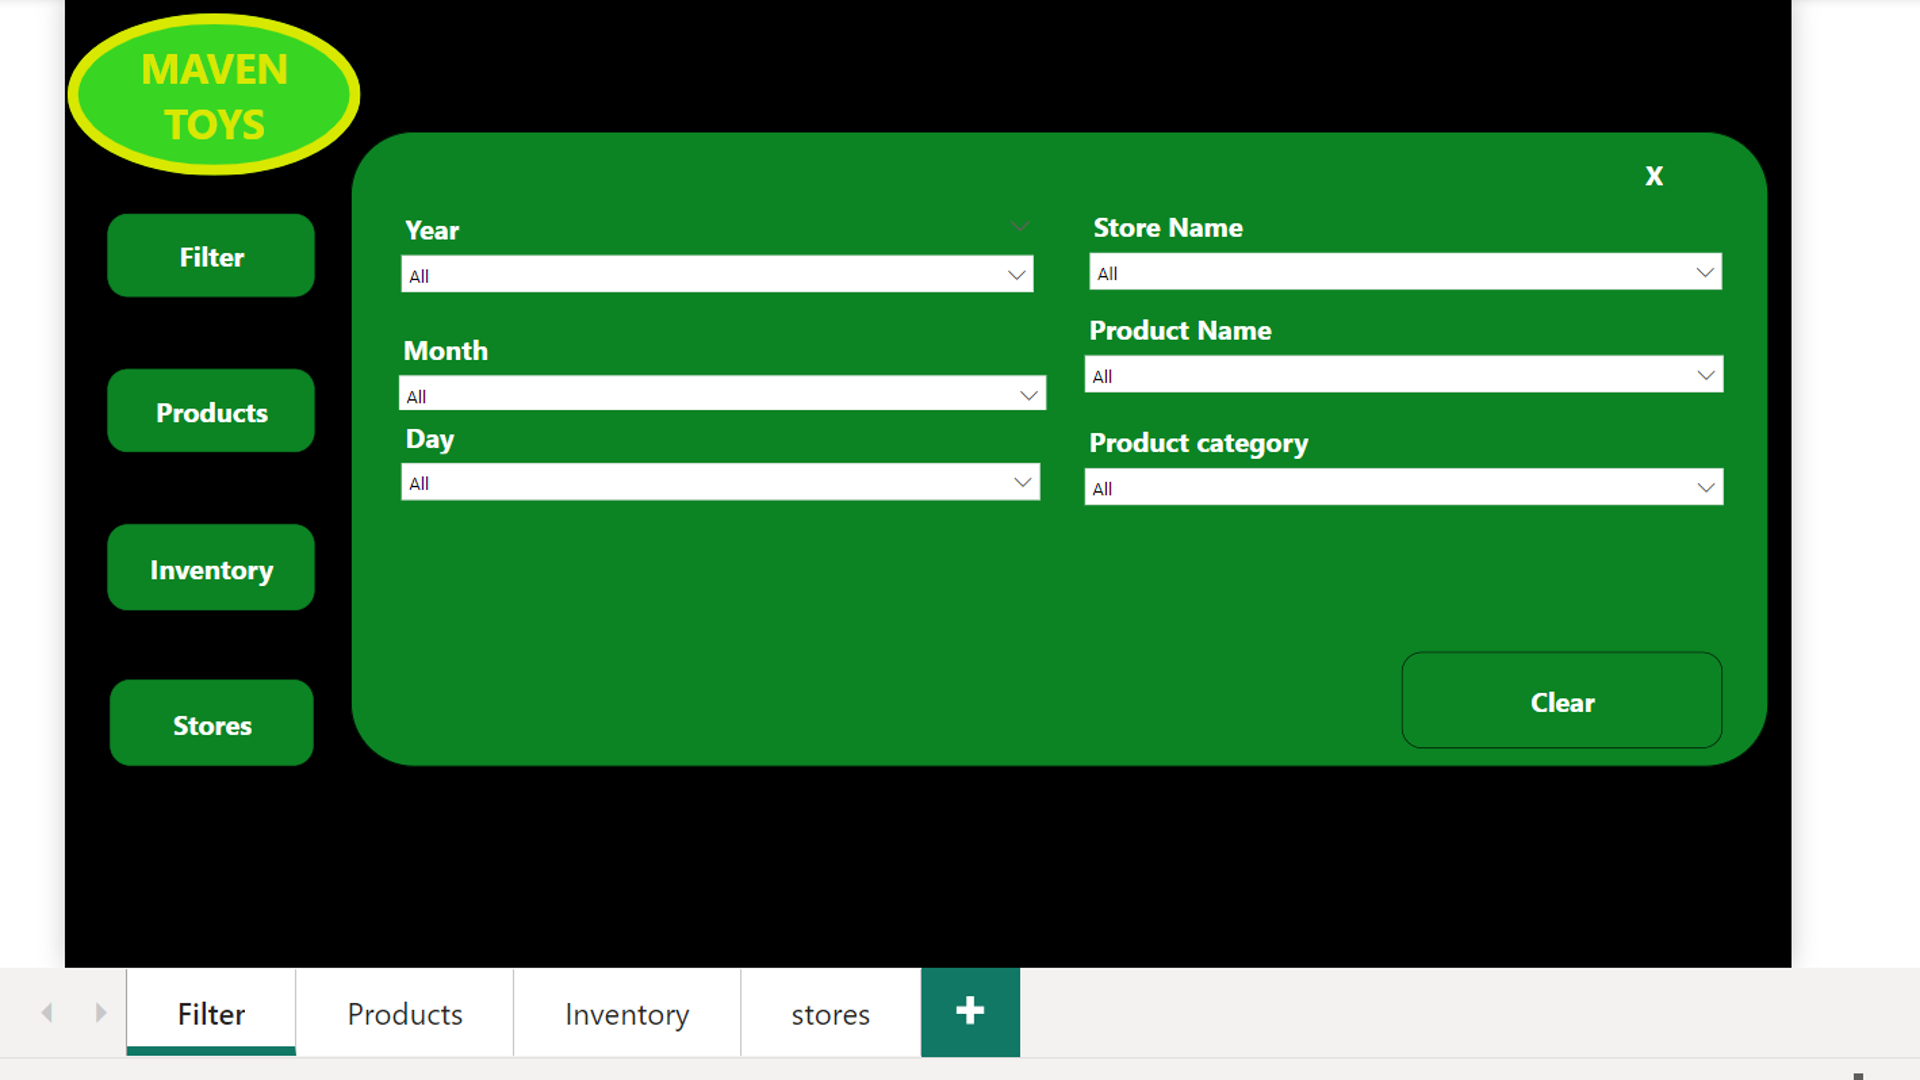 MAVEN
TOYS
Filter
Products
Inventory
Stores
X
Year
All
Month
All
Day
All
Store Name
All
Product Name
All
Product category
All
Clear
Filter
Products
Inventory
stores